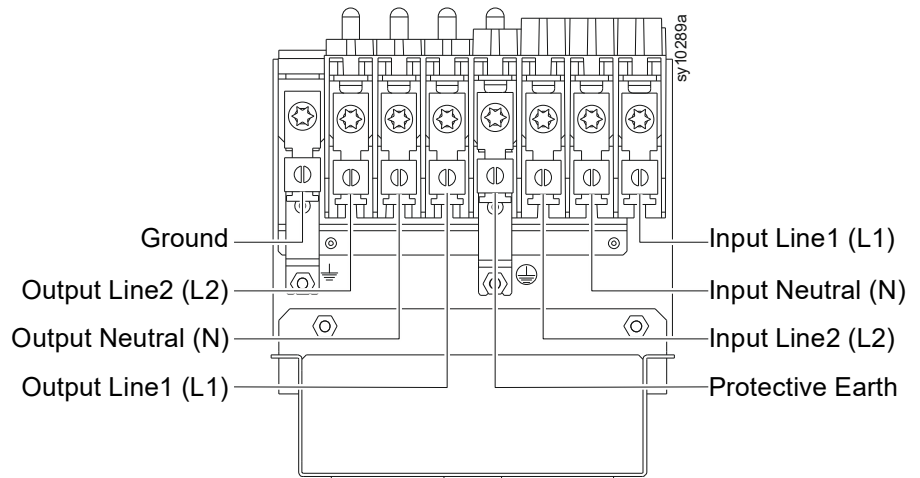 sy10289a
Ground
Output Line2 (L2)
Output Neutral (N)
Output Line1 (L1)
Input Line1 (L1)
Input Neutral (N)
Input Line2 (L2)
Protective Earth